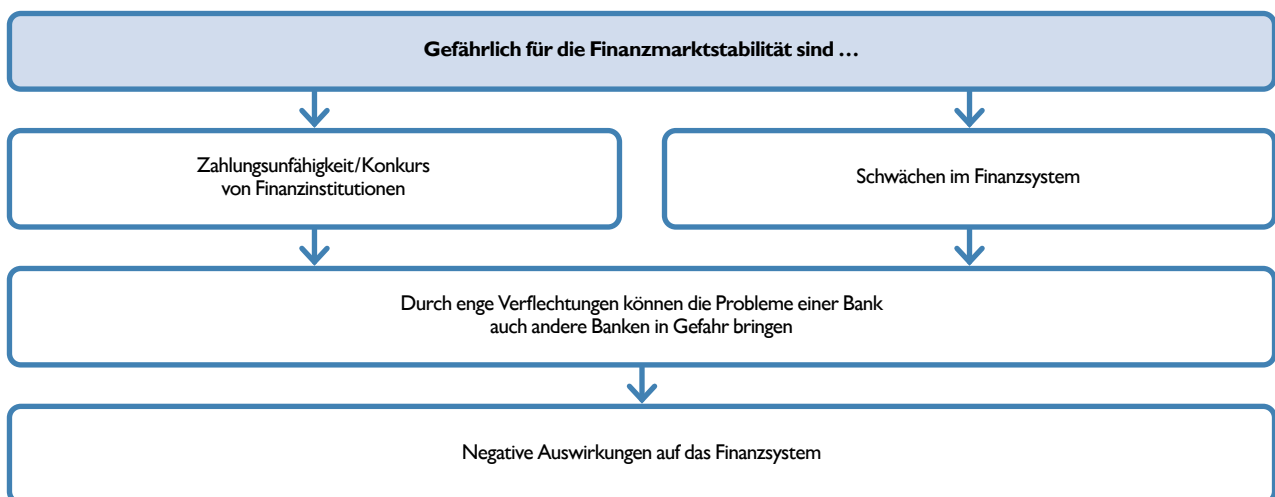 Gefährlich für die Finanzmarktstabilität sind …
Zahlungsunfähigkeit/Konkurs
von Finanzinstitutionen
Schwächen im Finanzsystem
Durch enge Verflechtungen können die Probleme einer Bank
auch andere Banken in Gefahr bringen
Negative Auswirkungen auf das Finanzsystem